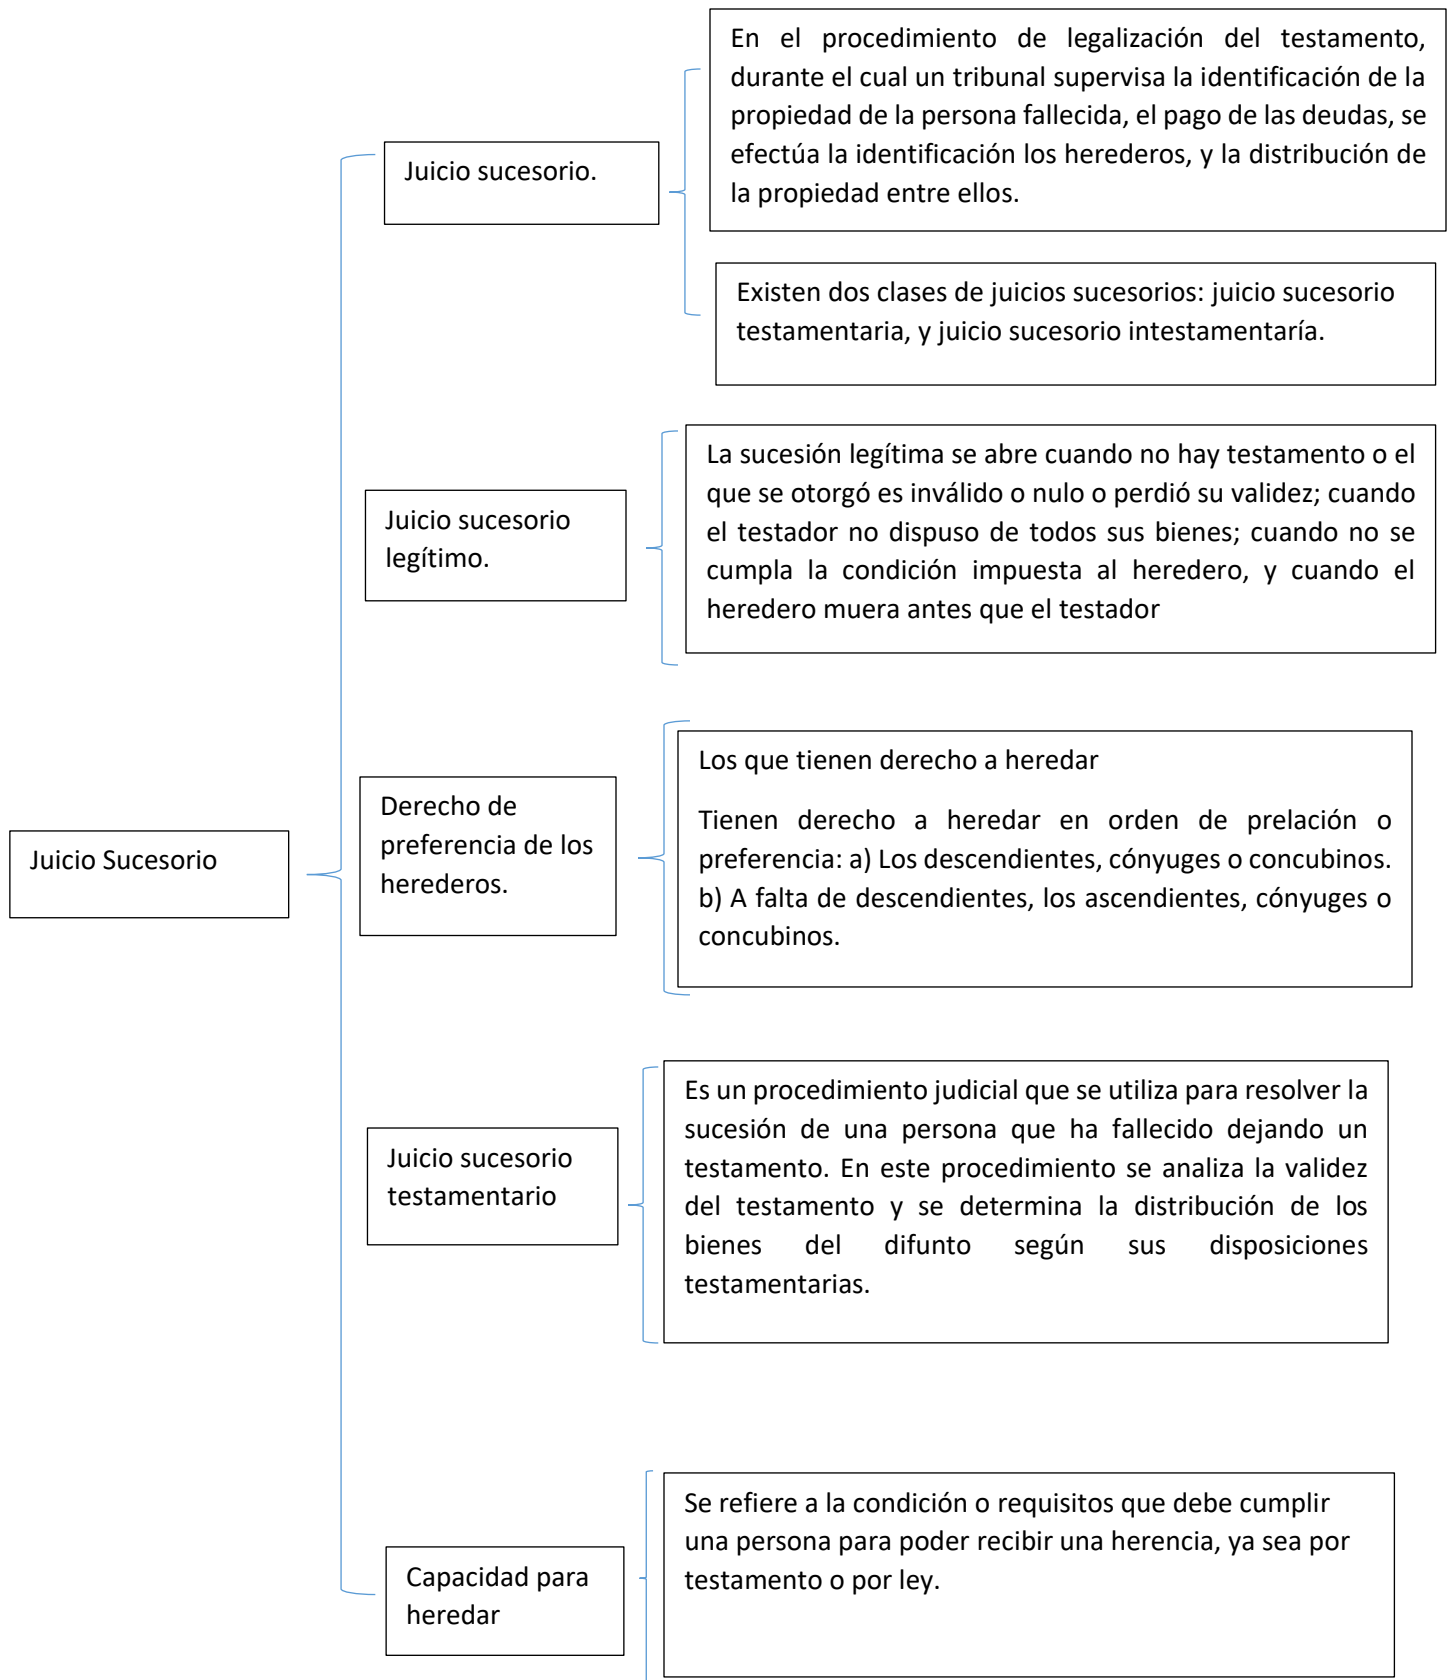 Juicio Sucesorio
Juicio sucesorio.
En el procedimiento de legalización del testamento,
durante el cual un tribunal supervisa la identificación de la
propiedad de la persona fallecida, el pago de las deudas, se
efectúa la identificación los herederos, y la distribución de
la propiedad entre ellos.
Existen dos clases de juicios sucesorios: juicio sucesorio
testamentaria, y juicio sucesorio intestamentaría.
Juicio sucesorio
legítimo.
La sucesión legítima se abre cuando no hay testamento o el
que se otorgó es inválido o nulo o perdió su validez; cuando
el testador no dispuso de todos sus bienes; cuando no se
cumpla la condición impuesta al heredero, y cuando el
heredero muera antes que el testador
Derecho de
preferencia de los
herederos.
Los que tienen derecho a heredar
Tienen derecho a heredar en orden de prelación o
preferencia: a) Los descendientes, cónyuges o concubinos.
b) A falta de descendientes, los ascendientes, cónyuges o
concubinos.
Juicio sucesorio
testamentario
Es un procedimiento judicial que se utiliza para resolver la
sucesión de una persona que ha fallecido dejando un
testamento. En este procedimiento se analiza la validez
del testamento y se determina la distribución de los
bienes del difunto según sus disposiciones
testamentarias.
Capacidad para
heredar
Se refiere a la condición o requisitos que debe cumplir
una persona para poder recibir una herencia, ya sea por
testamento o por ley.